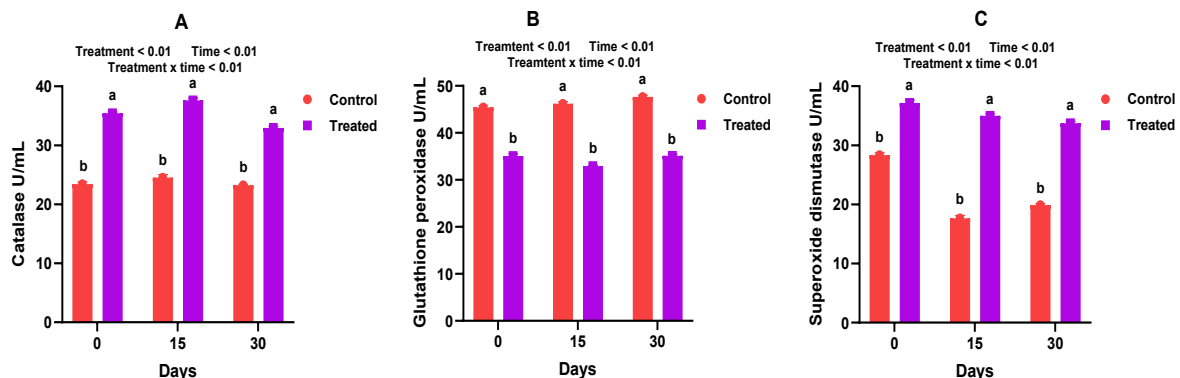 A
Treatment < 0.01 Time < 0.01
Treatment x time < 0.01
Catalase U/mL
40
30
20
10
0
b a b a b a
0 15 30
Days
Control
Treated
B
Treamtent < 0.01 Time < 0.01
Treamtent x time < 0.01
Glutathione peroxidase U/mL
50
40
30
20
10
0
a b a b a b
0 15 30
Days
Control
Treated
C
Treatment < 0.01 Time < 0.01
Treatment x time < 0.01
Superoxide dismutase U/mL
40
30
20
10
0
b a b a b a
0 15 30
Days
Control
Treated